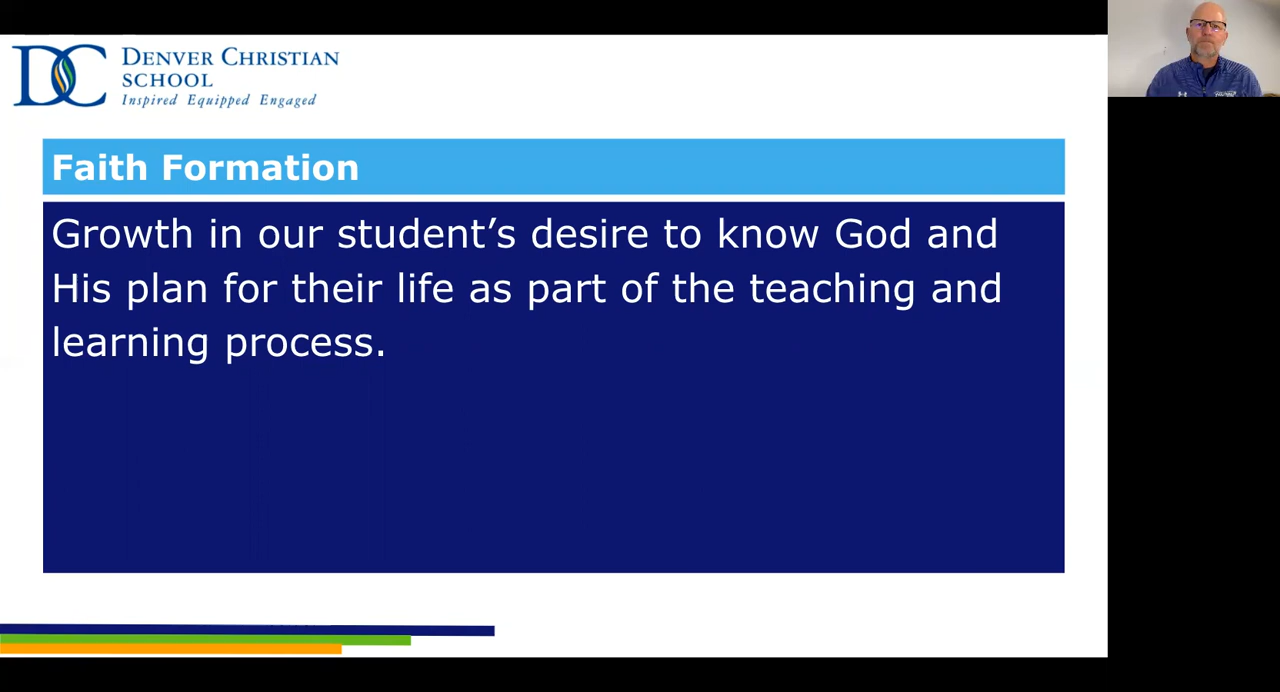 DC
DENVER CHRISTIAN
SCHOOL
Inspired Equipped Engaged
Faith Formation
Growth in our student’s desire to know God and
His plan for their life as part of the teaching and
learning process.